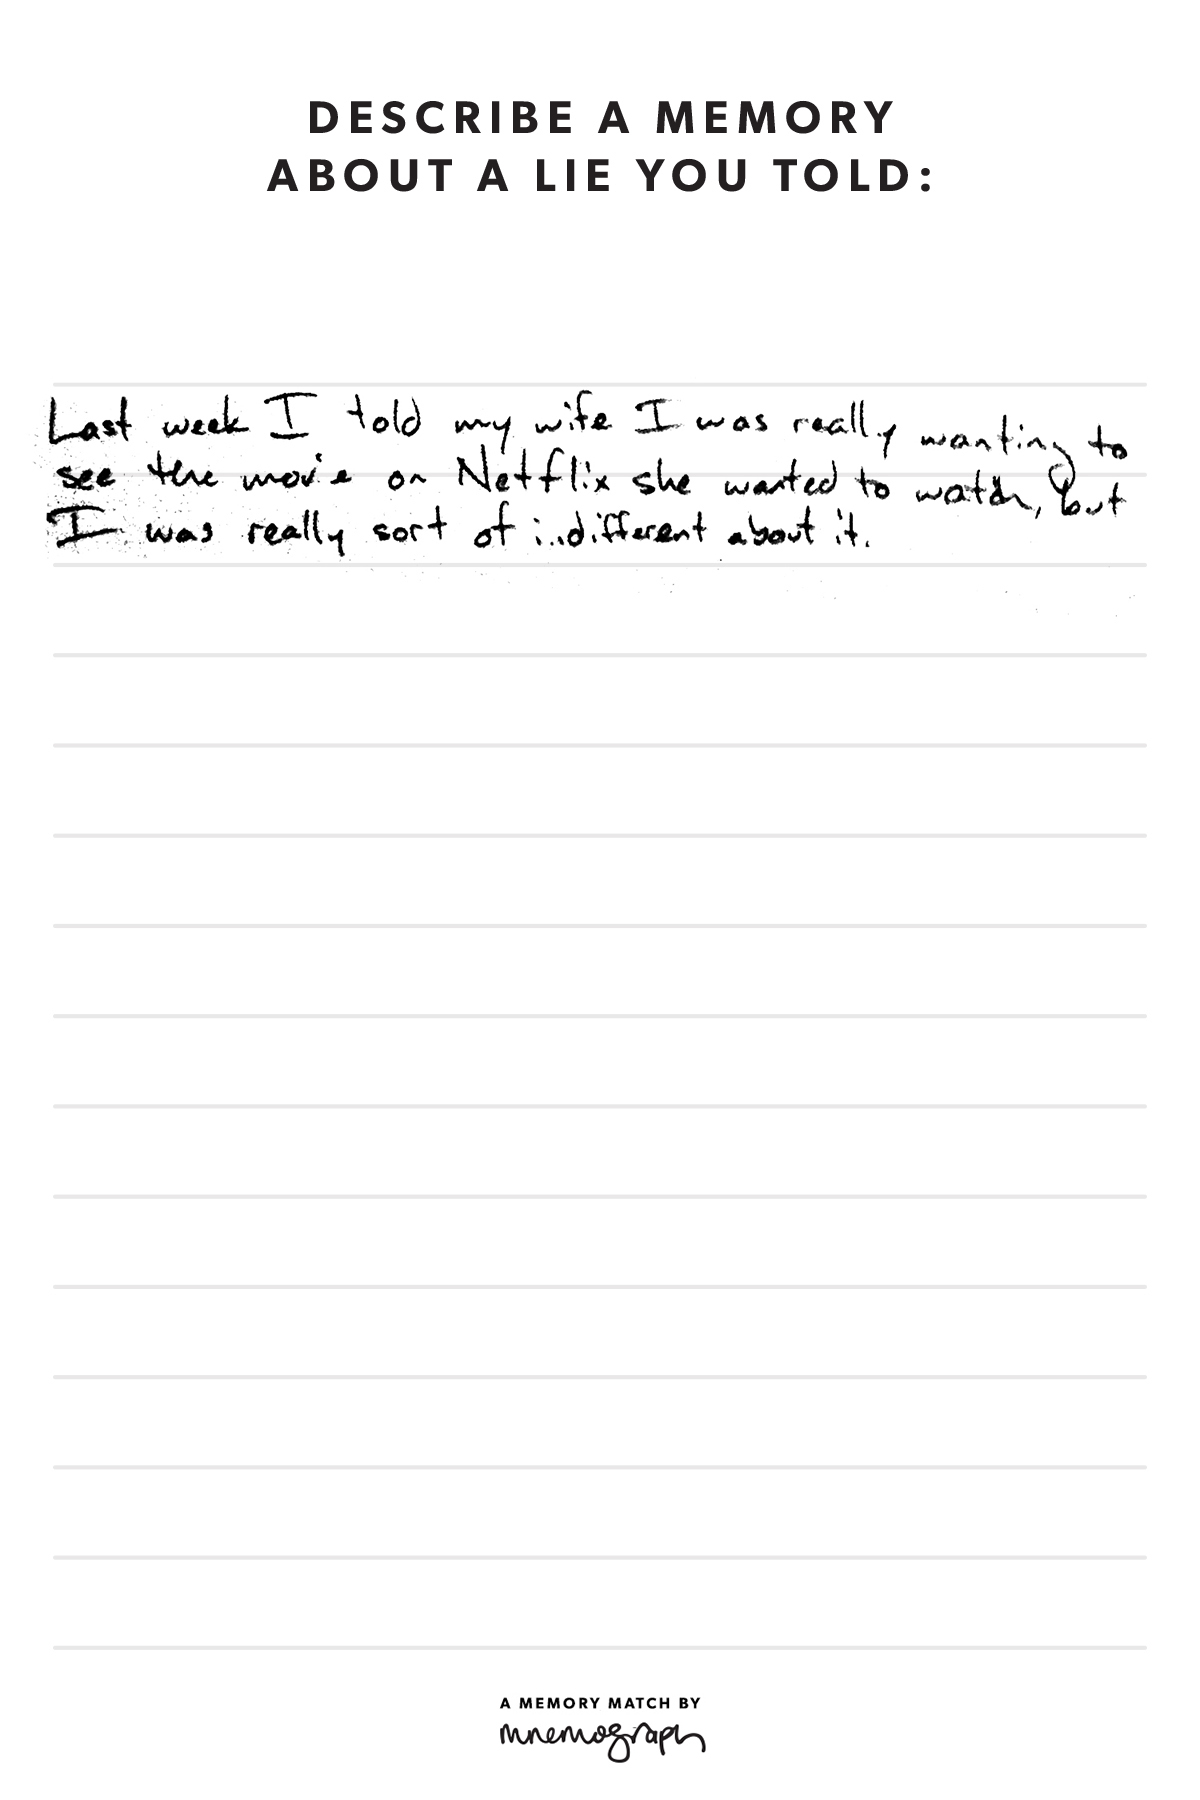 DESCRIBE A MEMORY
ABOUT A LIE YOU TOLD:
Last week I told my wife I was really wanting to
see the movie on Netflix she wanted to watch, but
I was really sort of indifferent about it.
A MEMORY MATCH BY
mnemograph